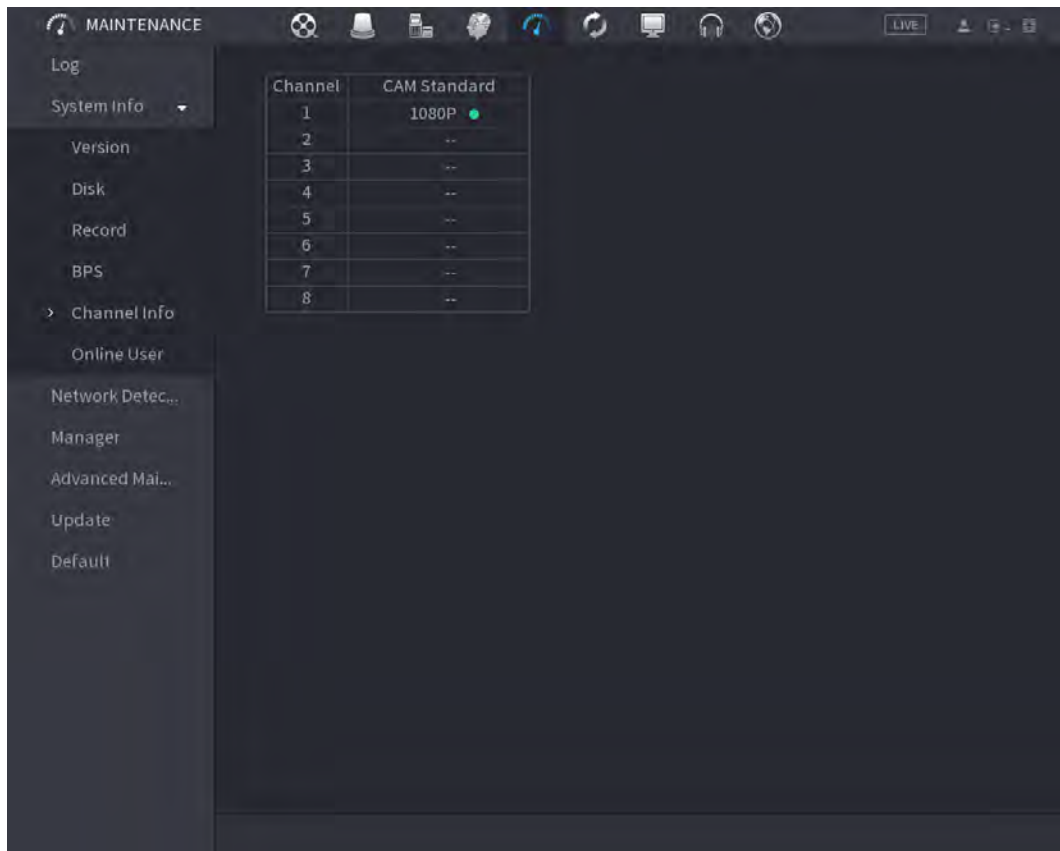 MAINTENANCE
LIVE
Log
System Info
Version
Disk
Record
BPS
Channel Info
Online User
Network Detec...
Manager
Advanced Mai...
Update
Default
Channel CAM Standard
1 1080P
2 --
3 --
4 --
5 --
6 --
7 --
8 --